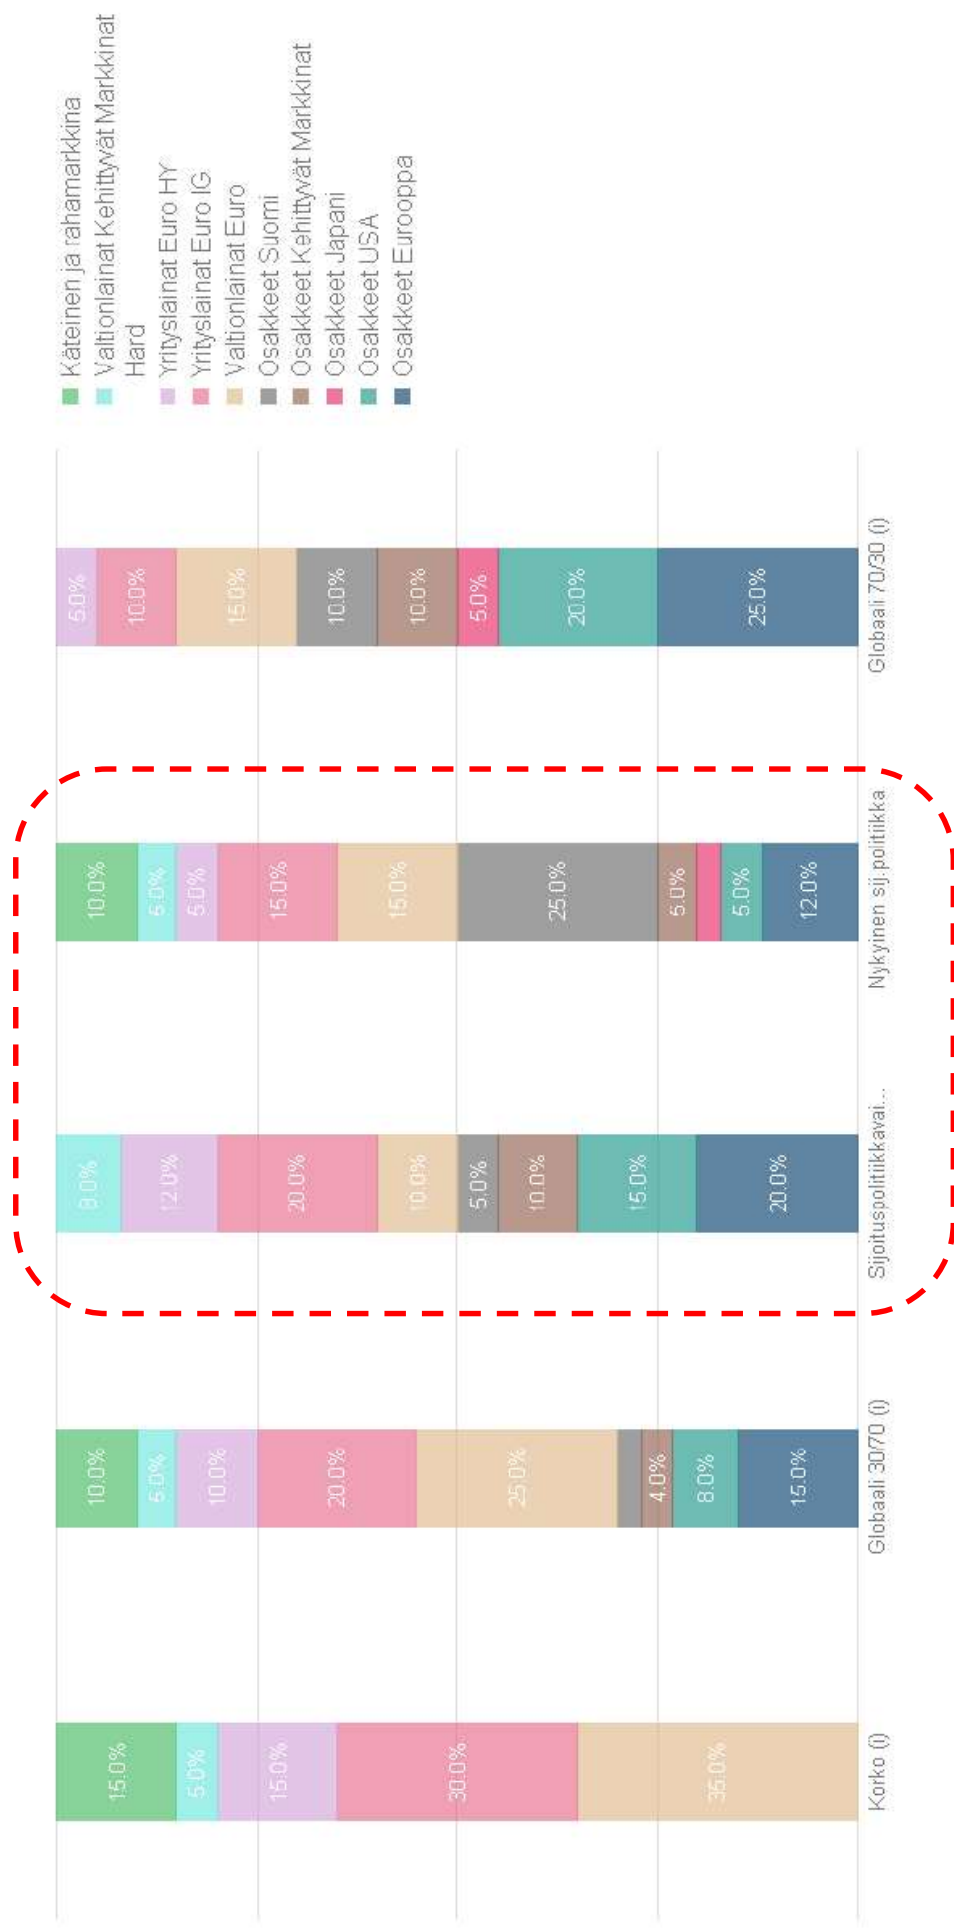 Käteinen ja rahamarkkina
Valtionlainat Kehittyvät Markkinat
Hard
Yrityslainat Euro HY
Yrityslainat Euro IG
Valtionlainat Euro
Osakkeet Suomi
Osakkeet Kehittyvät Markkinat
Osakkeet Japani
Osakkeet USA
Osakkeet Eurooppa
15.0%
5.0%
15.0%
30.0%
35.0%
Korko (i)
10.0%
5.0%
10.0%
20.0%
25.0%
4.0%
8.0%
15.0%
Globaali 30/70 (i)
8.0%
12.0%
20.0%
10.0%
5.0%
10.0%
15.0%
20.0%
Sijoituspolitiikkavai...
10.0%
5.0%
5.0%
15.0%
15.0%
25.0%
5.0%
5.0%
12.0%
Nykyinen sij.politiikka
5.0%
10.0%
15.0%
10.0%
10.0%
5.0%
20.0%
25.0%
Globaali 70/30 (i)